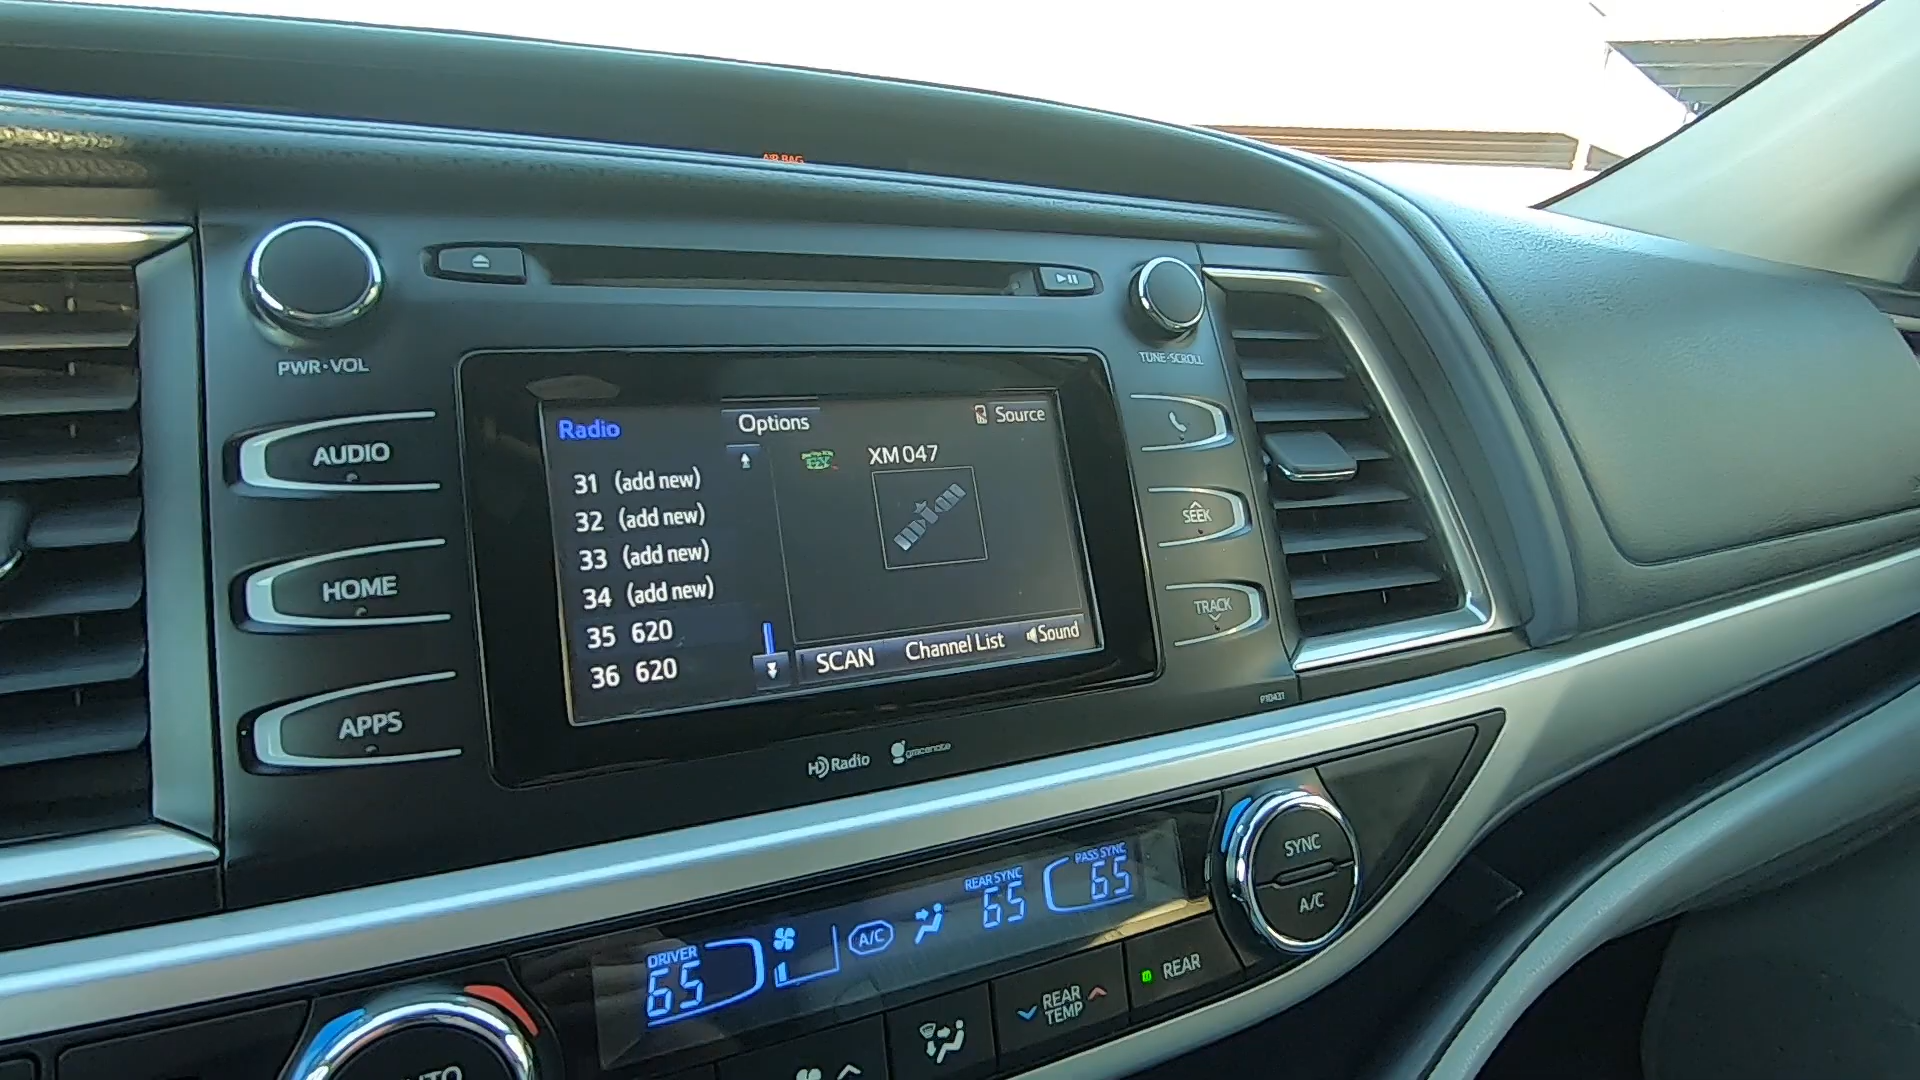 AIR BAG
PWR·VOL
TUNE·SCROLL
AUDIO
HOME
APPS
SEEK
TRACK
Radio
Options
Source
XM 047
31 (add new)
32 (add new)
33 (add new)
34 (add new)
35 620
36 620
SCAN
Channel List
Sound
P10431
HD Radio
gracenote
DRIVER
65
A/C
REAR SYNC
65
PASS SYNC
65
SYNC
A/C
REAR
TEMP
REAR